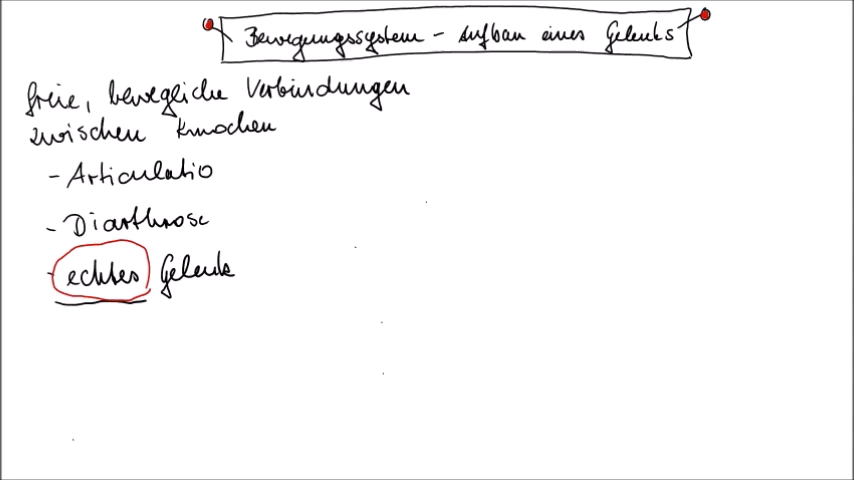 Bewegungssystem - Aufbau eines Gelenks
freie, bewegliche Verbindungen
zwischen Knochen
- Articulatio
- Diarthrose
- echtes Gelenk